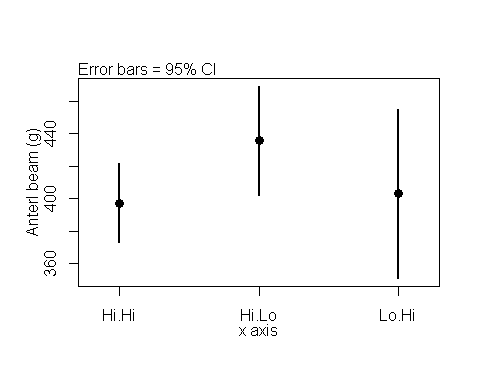 Error bars = 95% CI
Anterl beam (g)
440
400
360
Hi.Hi Hi.Lo Lo.Hi
x axis